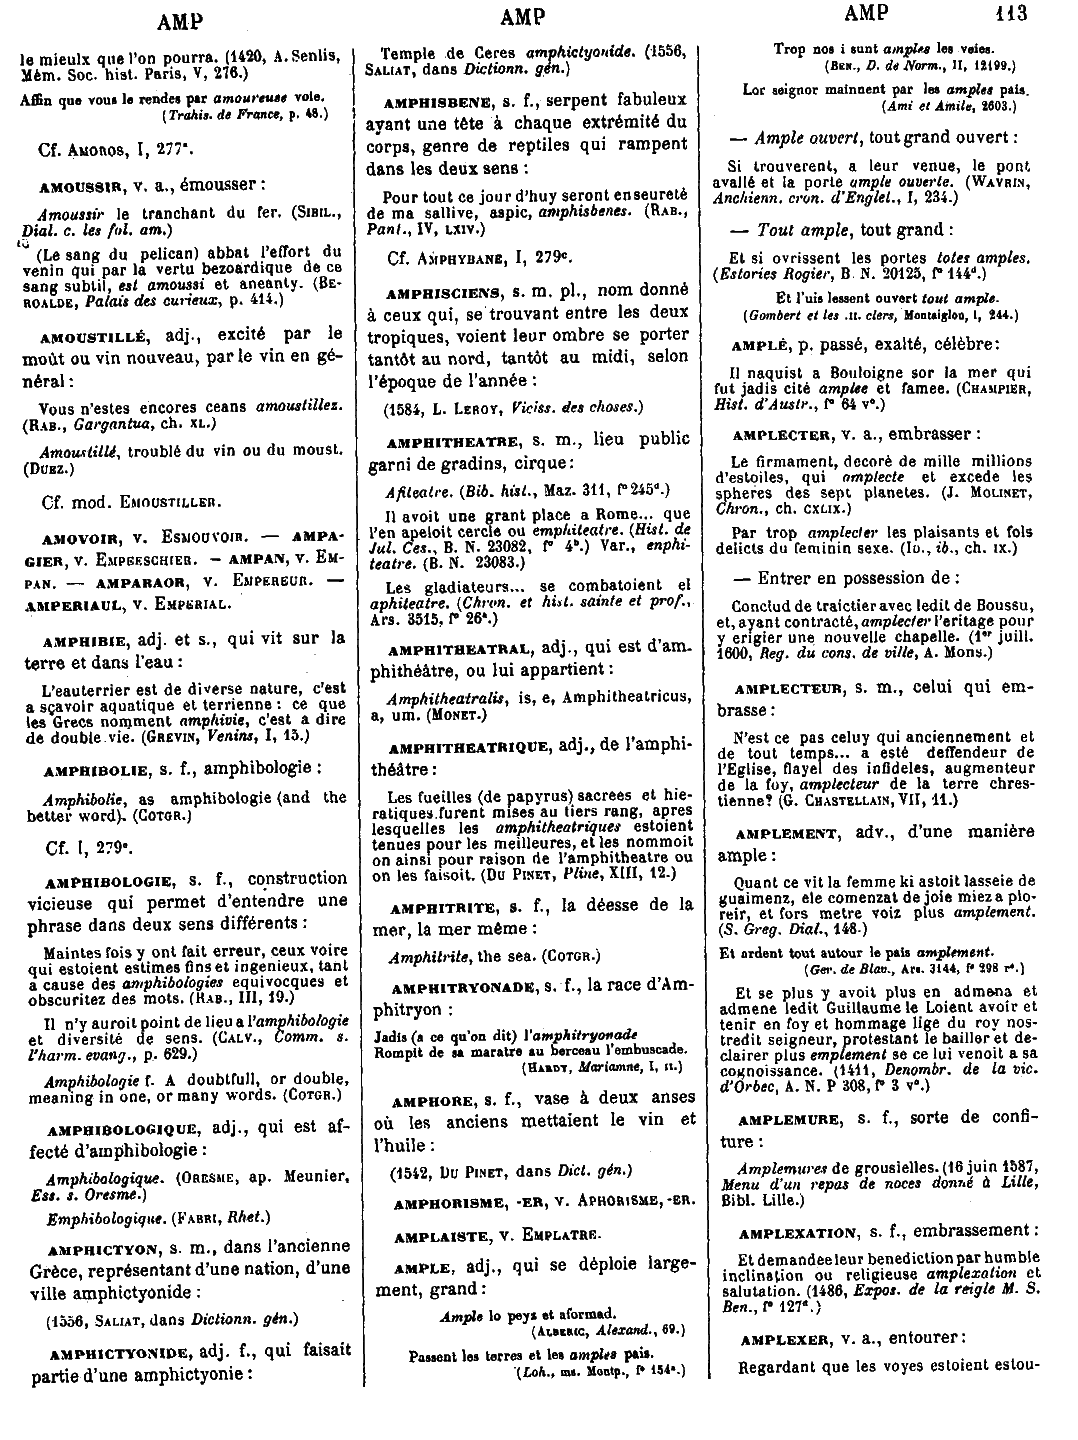 AMP
AMP
AMP 113
le mieulx que l'on pourra. (1420, A. Senlis,
Mém. Soc. hist. Paris, V, 276.)
Affin que vous le rendes par amoureuse voie.
(Trahis. de France, p. 48.)
Cf. AMOROS, I, 277ª.
AMOUSSIR, v. a., émousser :
Amoussir le tranchant du fer. (SIBIL.,
Dial. c. les fol. am.)
(Le sang du pelican) abbat l'effort du
venin qui par la vertu bezoardique de ce
sang subtil, est amoussi et aneanty. (BE-
ROALDE, Palais des curieux, p. 414.)
AMOUSTILLÉ, adj., excité par le
moût ou vin nouveau, par le vin en gé-
néral :
Vous n'estes encores ceans amoustillez.
(RAB., Gargantua, ch. XL.)
Amoustillé, troublé du vin ou du moust.
(DUEZ.)
Cf. mod. EMOUSTILLER.
AMOVOIR, v. ESMOUVOIR. — AMPA-
GIER, v. EMPEESCHIER. — AMPAN, v. EM-
PAN. — AMPARAOR, v. EMPEREUR. —
AMPERIAUL, v. EMPERIAL.
AMPHIBIE, adj. et s., qui vit sur la
terre et dans l'eau :
L'eauterrier est de diverse nature, c'est
a sçavoir aquatique et terrienne : ce que
les Grecs nomment amphivie, c'est a dire
de double vie. (GREVIN, Venins, I, 15.)
AMPHIBOLIE, s. f., amphibologie :
Amphibolie, as amphibologie (and the
better word). (COTGR.)
Cf. I, 279ª.
AMPHIBOLOGIE, s. f., construction
vicieuse qui permet d'entendre une
phrase dans deux sens différents :
Maintes fois y ont fait erreur, ceux voire
qui estoient estimes fins et ingenieux, tant
a cause des amphibologies equivocques et
obscuritez des mots. (RAB., III, 19.)
Il n'y auroit point de lieu a l'amphibologie
et diversité de sens. (CALV., Comm. s.
l'harm. evang., p. 629.)
Amphibologie f. A doubtfull, or double,
meaning in one, or many words. (COTGR.)
AMPHIBOLOGIQUE, adj., qui est af-
fecté d'amphibologie :
Amphibalogique. (ORESME, ap. Meunier,
Ess. s. Oresme.)
Emphibologique. (FABRI, Rhet.)
AMPHICTYON, s. m., dans l'ancienne
Grèce, représentant d'une nation, d'une
ville amphictyonide :
(1556, SALIAT, dans Dictionn. gén.)
AMPHICTYONIDE, adj. f., qui faisait
partie d'une amphictyonie :
Temple de Ceres amphictyonide. (1556,
SALIAT, dans Dictionn. gén.)
AMPHISBENE, s. f., serpent fabuleux
ayant une tête à chaque extrémité du
corps, genre de reptiles qui rampent
dans les deux sens :
Pour tout ce jour d'huy seront en seureté
de ma sallive, aspic, amphisbenes. (RAB.,
Pant., IV, LXIV.)
Cf. AMPHYBANE, I, 279ᶜ.
AMPHISCIENS, s. m. pl., nom donné
à ceux qui, se trouvant entre les deux
tropiques, voient leur ombre se porter
tantôt au nord, tantôt au midi, selon
l'époque de l'année :
(1584, L. LEROY, Viciss. des choses.)
AMPHITHEATRE, s. m., lieu public
garni de gradins, cirque :
Afiteatre. (Bib. hist., Maz. 311, fº 245ᵈ.)
Il avoit une grant place a Rome... que
l'en apeloit cercle ou emphiteatre. (Hist. de
Jul. Ces., B. N. 23082, fº 4ᵇ.) Var., enphi-
teatre. (B. N. 23083.)
Les gladiateurs... se combatoient el
aphiteatre. (Chron. et hist. sainte et prof.,
Ars. 3515, fº 26ª.)
AMPHITHEATRAL, adj., qui est d'am-
phithéâtre, ou lui appartient :
Amphitheatralis, is, e, Amphitheatricus,
a, um. (MONET.)
AMPHITHEATRIQUE, adj., de l'amphi-
théâtre :
Les fueilles (de papyrus) sacrees et hie-
ratiques furent mises au tiers rang, apres
lesquelles les amphitheatriques estoient
tenues pour les meilleures, et les nommoit
on ainsi pour raison de l'amphitheatre ou
on les faisoit. (DU PINET, Pline, XIII, 12.)
AMPHITRITE, s. f., la déesse de la
mer, la mer même :
Amphitrite, the sea. (COTGR.)
AMPHITRYONADE, s. f., la race d'Am-
phitryon :
Jadis (a ce qu'on dit) l'amphitryonade
Rompit de sa maratre au berceau l'embuscade.
(HARDY, Mariamne, I, II.)
AMPHORE, s. f., vase à deux anses
où les anciens mettaient le vin et
l'huile :
(1542, DU PINET, dans Dict. gén.)
AMPHORISME, -ER, v. APHORISME, -ER.
AMPLAISTE, v. EMPLATRE.
AMPLE, adj., qui se déploie large-
ment, grand :
Ample lo peyz et aformad.
(ALBERIC, Alexand., 69.)
Passent les terres et les amples pais.
(Loh., ms. Montp., fº 154ª.)
Trop nos i sunt amples les veies.
(BEN., D. de Norm., II, 12199.)
Lor seignor mainnent par les amples pais.
(Ami et Amile, 2603.)
— Ample ouvert, tout grand ouvert :
Si trouverent, a leur venue, le pont
avallé et la porte ample ouverte. (WAVRIN,
Anchienn. cron. d'Englet., I, 234.)
— Tout ample, tout grand :
Et si ovrissent les portes totes amples.
(Estories Rogier, B. N. 20125, fº 144ᵈ.)
Et l'uis lessent ouvert tout ample.
(Gombert et les .II. clers, Montaiglon, I, 244.)
AMPLÉ, p. passé, exalté, célèbre :
Il naquist a Bouloigne sor la mer qui
fut jadis cité amplee et famee. (CHAMPIER,
Hist. d'Austr., fº 64 vº.)
AMPLECTER, v. a., embrasser :
Le firmament, decoré de mille millions
d'estoiles, qui amplecte et excede les
spheres des sept planetes. (J. MOLINET,
Chron., ch. CXLIX.)
Par trop amplecter les plaisants et fols
delicts du feminin sexe. (ID., ib., ch. IX.)
— Entrer en possession de :
Conclud de traictier avec ledit de Boussu,
et, ayant contracté, amplecter l'eritage pour
y erigier une nouvelle chapelle. (1ᵉʳ juill.
1600, Reg. du cons. de ville, A. Mons.)
AMPLECTEUR, s. m., celui qui em-
brasse :
N'est ce pas celuy qui anciennement et
de tout temps... a esté deffendeur de
l'Eglise, flayel des infideles, augmenteur
de la foy, amplecteur de la terre chres-
tienne? (G. CHASTELLAIN, VII, 11.)
AMPLEMENT, adv., d'une manière
ample :
Quant ce vit la femme ki astoit lasseie de
guaimenz, ele comenzat de joie miez a plo-
reir, et fors metre voiz plus amplement.
(S. Greg. Dial., 148.)
Et ardent tout autour le pais amplement.
(Ger. de Blav., Ars. 3144, fº 298 rº.)
Et se plus y avoit plus en admena et
admene ledit Guillaume le Loient avoir et
tenir en foy et hommage lige du roy nos-
tredit seigneur, protestant le bailler et de-
clairer plus emplement se ce lui venoit a sa
cognoissance. (1411, Denombr. de la vic.
d'Orbec, A. N. P 308, fº 3 vº.)
AMPLEMURE, s. f., sorte de confi-
ture :
Amplemures de grouselles. (16 juin 1587,
Menu d'un repas de noces donné à Lille,
Bibl. Lille.)
AMPLEXATION, s. f., embrassement :
Et demandee leur benediction par humble
inclination ou religieuse amplexation et
salutation. (1486, Expos. de la reigle M. S.
Ben., fº 127ᵈ.)
AMPLEXER, v. a., entourer :
Regardant que les voyes estoient estou-